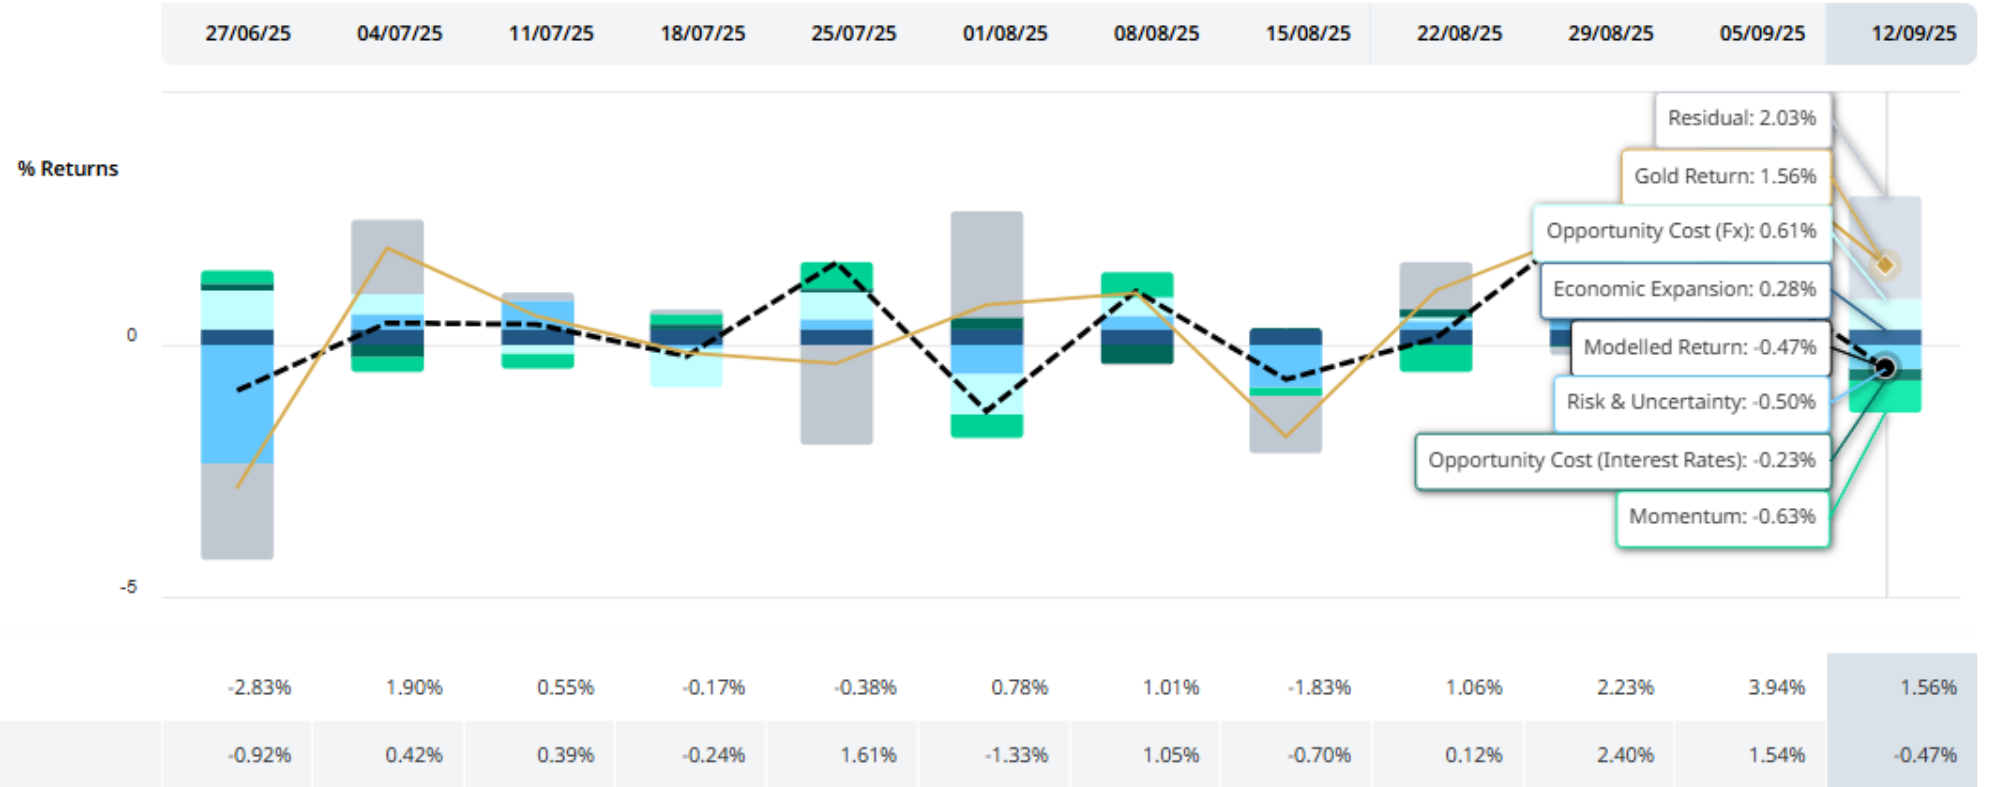 27/06/25 04/07/25 11/07/25 18/07/25 25/07/25 01/08/25 08/08/25 15/08/25 22/08/25 29/08/25 05/09/25 12/09/25
Residual: 2.03%
% Returns
Gold Return: 1.56%
Opportunity Cost (Fx): 0.61%
Economic Expansion: 0.28%
0
Modelled Return: -0.47%
Risk & Uncertainty: -0.50%
Opportunity Cost (Interest Rates): -0.23%
Momentum: -0.63%
-5
-2.83% 1.90% 0.55% -0.17% -0.38% 0.78% 1.01% -1.83% 1.06% 2.23% 3.94% 1.56%
-0.92% 0.42% 0.39% -0.24% 1.61% -1.33% 1.05% -0.70% 0.12% 2.40% 1.54% -0.47%